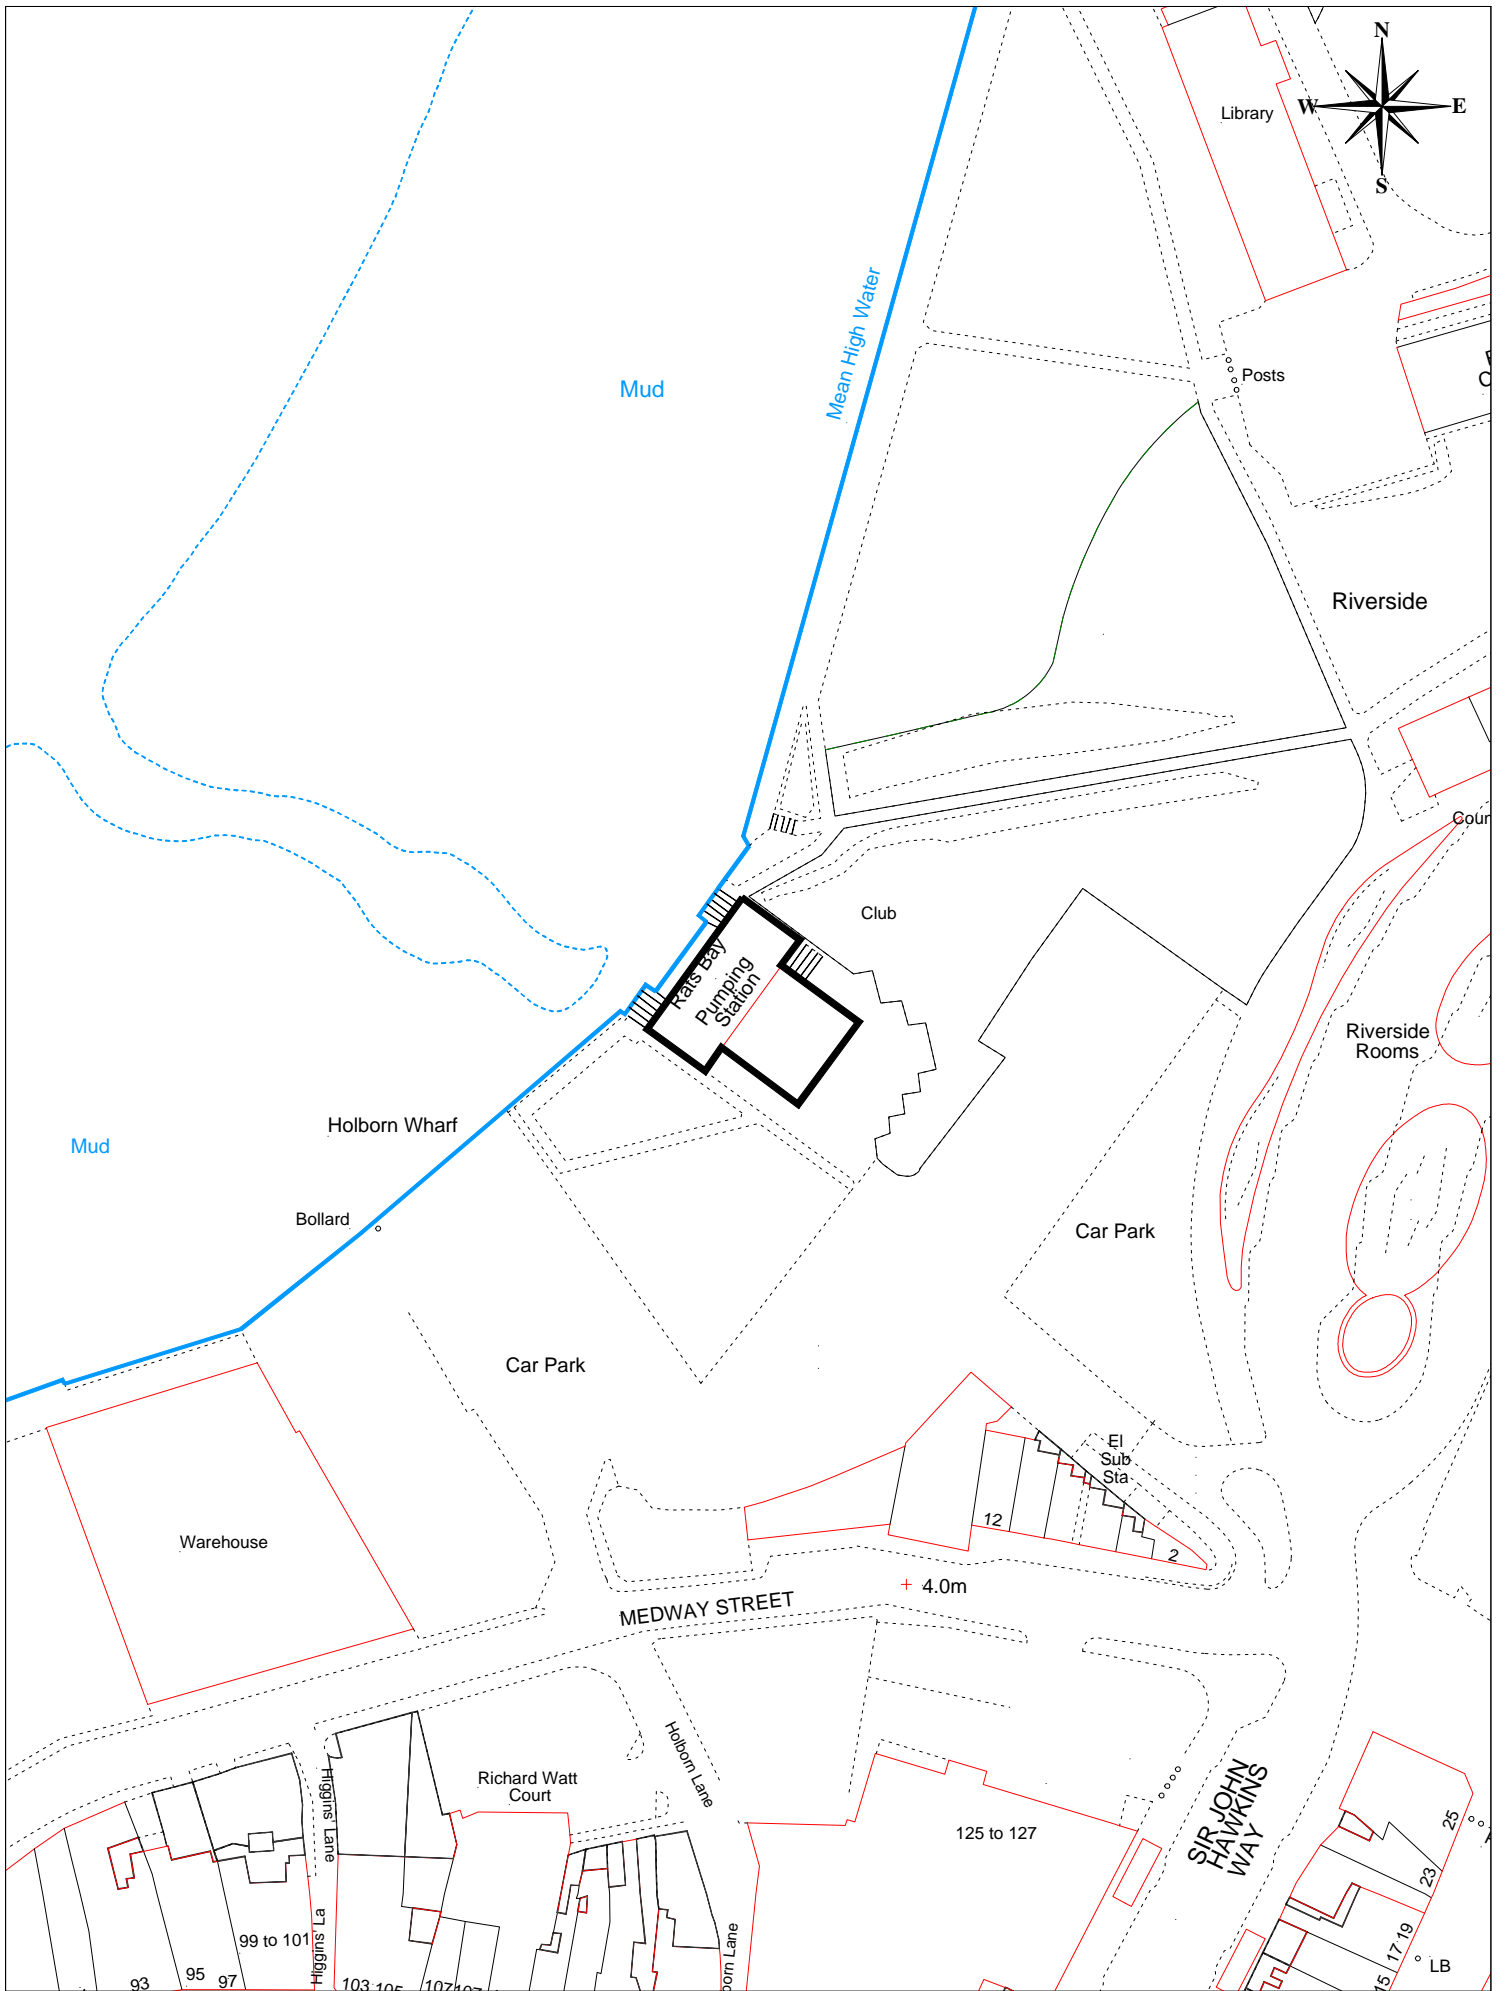 N
W
E
S
Library
Mean High Water
Mud
Posts
Riverside
Club
Rats Bay
Pumping
Station
Riverside
Rooms
Holborn Wharf
Mud
Bollard
Car Park
Car Park
El
Sub
Sta
12
2
Warehouse
4.0m
MEDWAY STREET
Holborn Lane
Higgins' Lane
Richard Watt
Court
125 to 127
SIR JOHN
HAWKINS
WAY
25
23
99 to 101
Higgins' La
17 19
LB
93
95
97
103
105
107
15